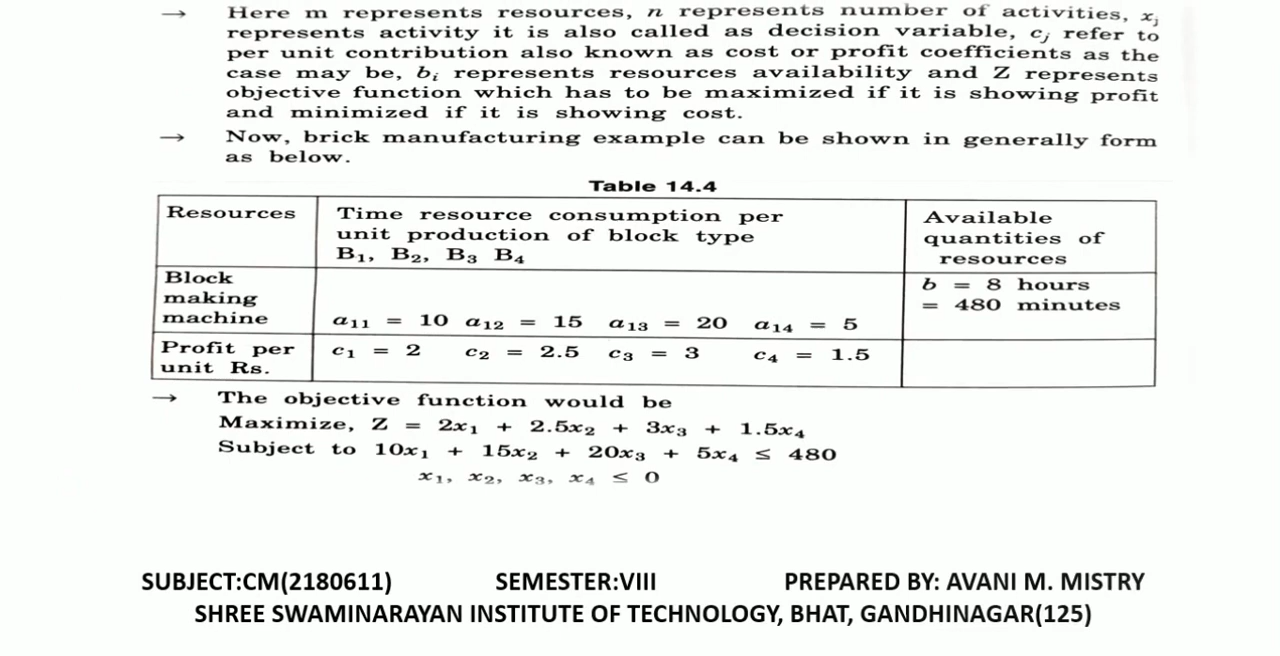 → Here m represents resources, n represents number of activities, xⱼ
represents activity it is also called as decision variable, cⱼ refer to
per unit contribution also known as cost or profit coefficients as the
case may be, bᵢ represents resources availability and Z represents
objective function which has to be maximized if it is showing profit
and minimized if it is showing cost.
→ Now, brick manufacturing example can be shown in generally form
as below.
Table 14.4
Resources
Time resource consumption per
unit production of block type
B₁, B₂, B₃ B₄
Available
quantities of
resources
Block
making
machine
a₁₁ = 10 a₁₂ = 15 a₁₃ = 20 a₁₄ = 5
b = 8 hours
= 480 minutes
Profit per
unit Rs.
c₁ = 2 c₂ = 2.5 c₃ = 3 c₄ = 1.5
→ The objective function would be
Maximize, Z = 2x₁ + 2.5x₂ + 3x₃ + 1.5x₄
Subject to 10x₁ + 15x₂ + 20x₃ + 5x₄ ≤ 480
x₁, x₂, x₃, x₄ ≤ 0
SUBJECT:CM(2180611) SEMESTER:VIII PREPARED BY: AVANI M. MISTRY
SHREE SWAMINARAYAN INSTITUTE OF TECHNOLOGY, BHAT, GANDHINAGAR(125)